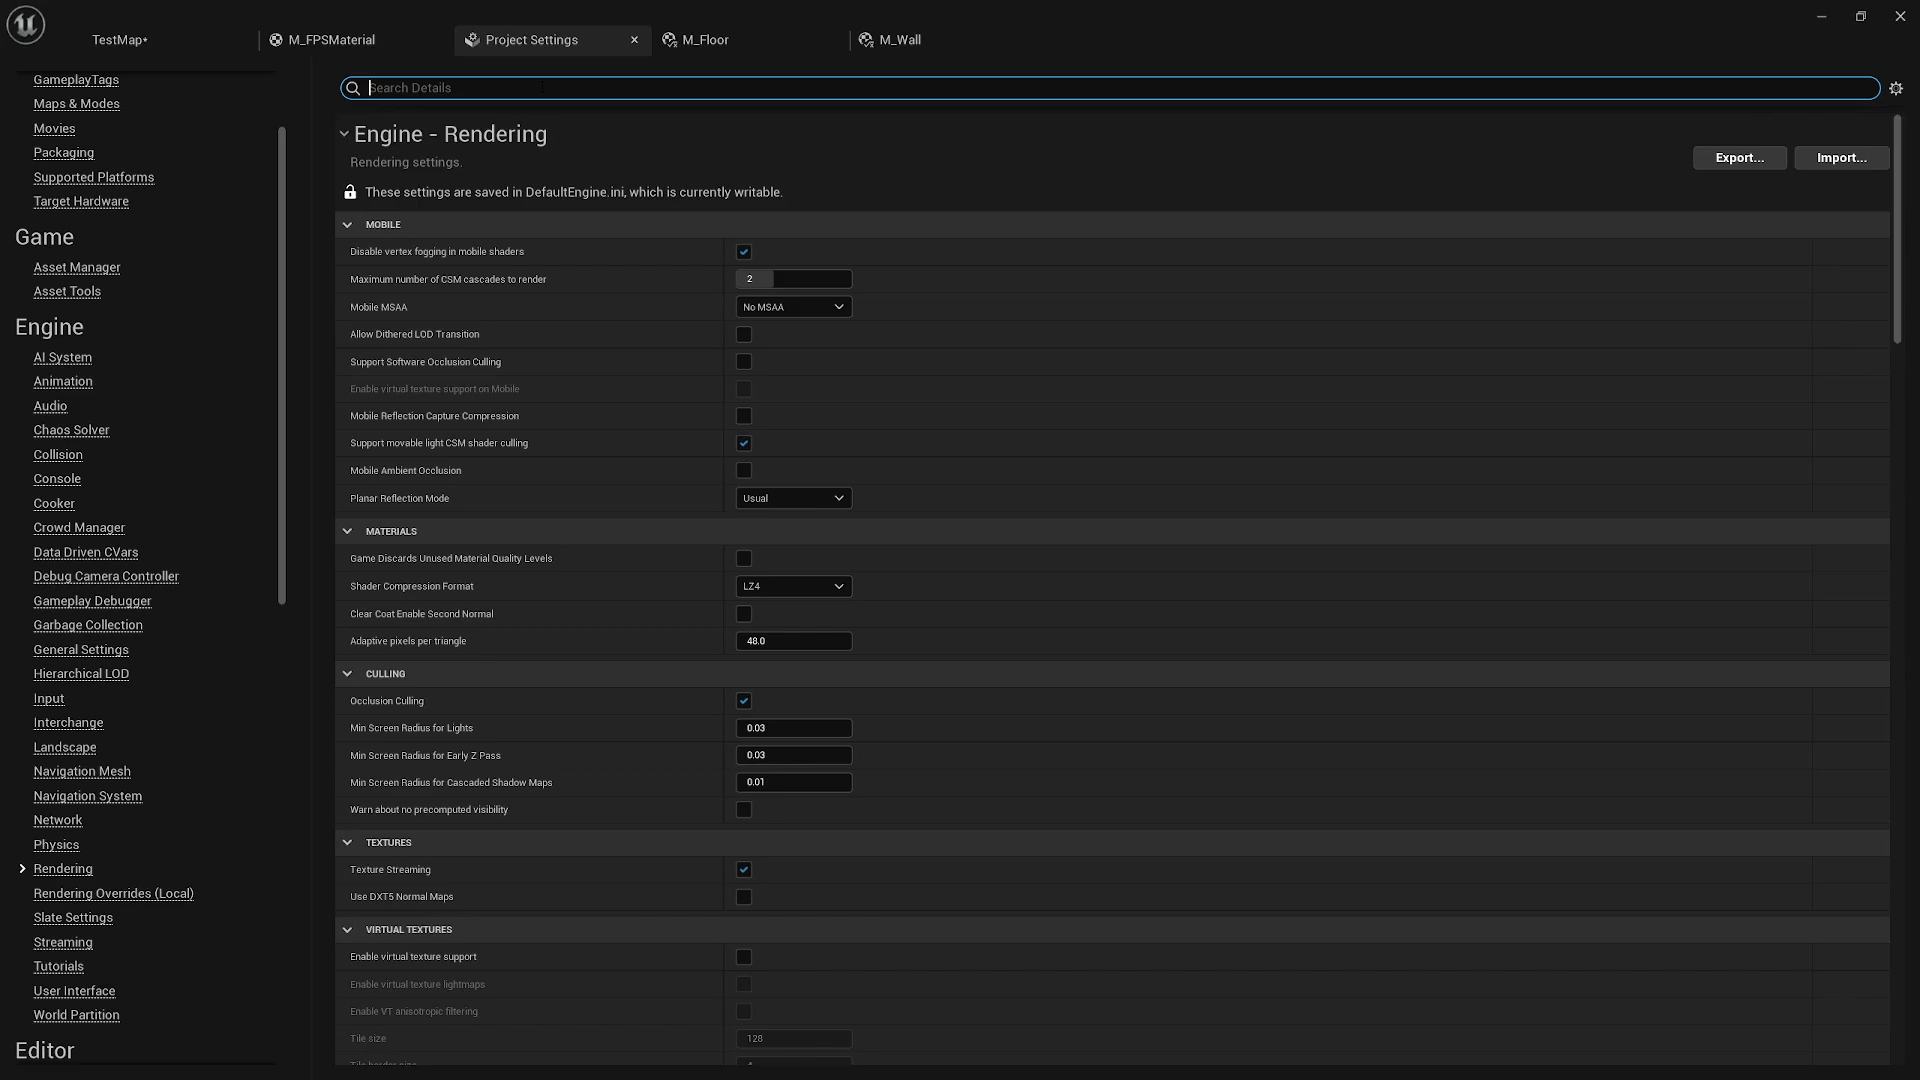 TestMap*
M_FPSMaterial
Project Settings
M_Floor
M_Wall
GameplayTags
Maps & Modes
Movies
Packaging
Supported Platforms
Target Hardware
Game
Asset Manager
Asset Tools
Engine
AI System
Animation
Audio
Chaos Solver
Collision
Console
Cooker
Crowd Manager
Data Driven CVars
Debug Camera Controller
Gameplay Debugger
Garbage Collection
General Settings
Hierarchical LOD
Input
Interchange
Landscape
Navigation Mesh
Navigation System
Network
Physics
Rendering
Rendering Overrides (Local)
Slate Settings
Streaming
Tutorials
User Interface
World Partition
Editor
Search Details
Engine - Rendering
Rendering settings.
Export...
Import...
These settings are saved in DefaultEngine.ini, which is currently writable.
MOBILE
Disable vertex fogging in mobile shaders
Maximum number of CSM cascades to render 2
Mobile MSAA No MSAA
Allow Dithered LOD Transition
Support Software Occlusion Culling
Enable virtual texture support on Mobile
Mobile Reflection Capture Compression
Support movable light CSM shader culling
Mobile Ambient Occlusion
Planar Reflection Mode Usual
MATERIALS
Game Discards Unused Material Quality Levels
Shader Compression Format LZ4
Clear Coat Enable Second Normal
Adaptive pixels per triangle 48.0
CULLING
Occlusion Culling
Min Screen Radius for Lights 0.03
Min Screen Radius for Early Z Pass 0.03
Min Screen Radius for Cascaded Shadow Maps 0.01
Warn about no precomputed visibility
TEXTURES
Texture Streaming
Use DXT5 Normal Maps
VIRTUAL TEXTURES
Enable virtual texture support
Enable virtual texture lightmaps
Enable VT anisotropic filtering
Tile size 128
Tile border size